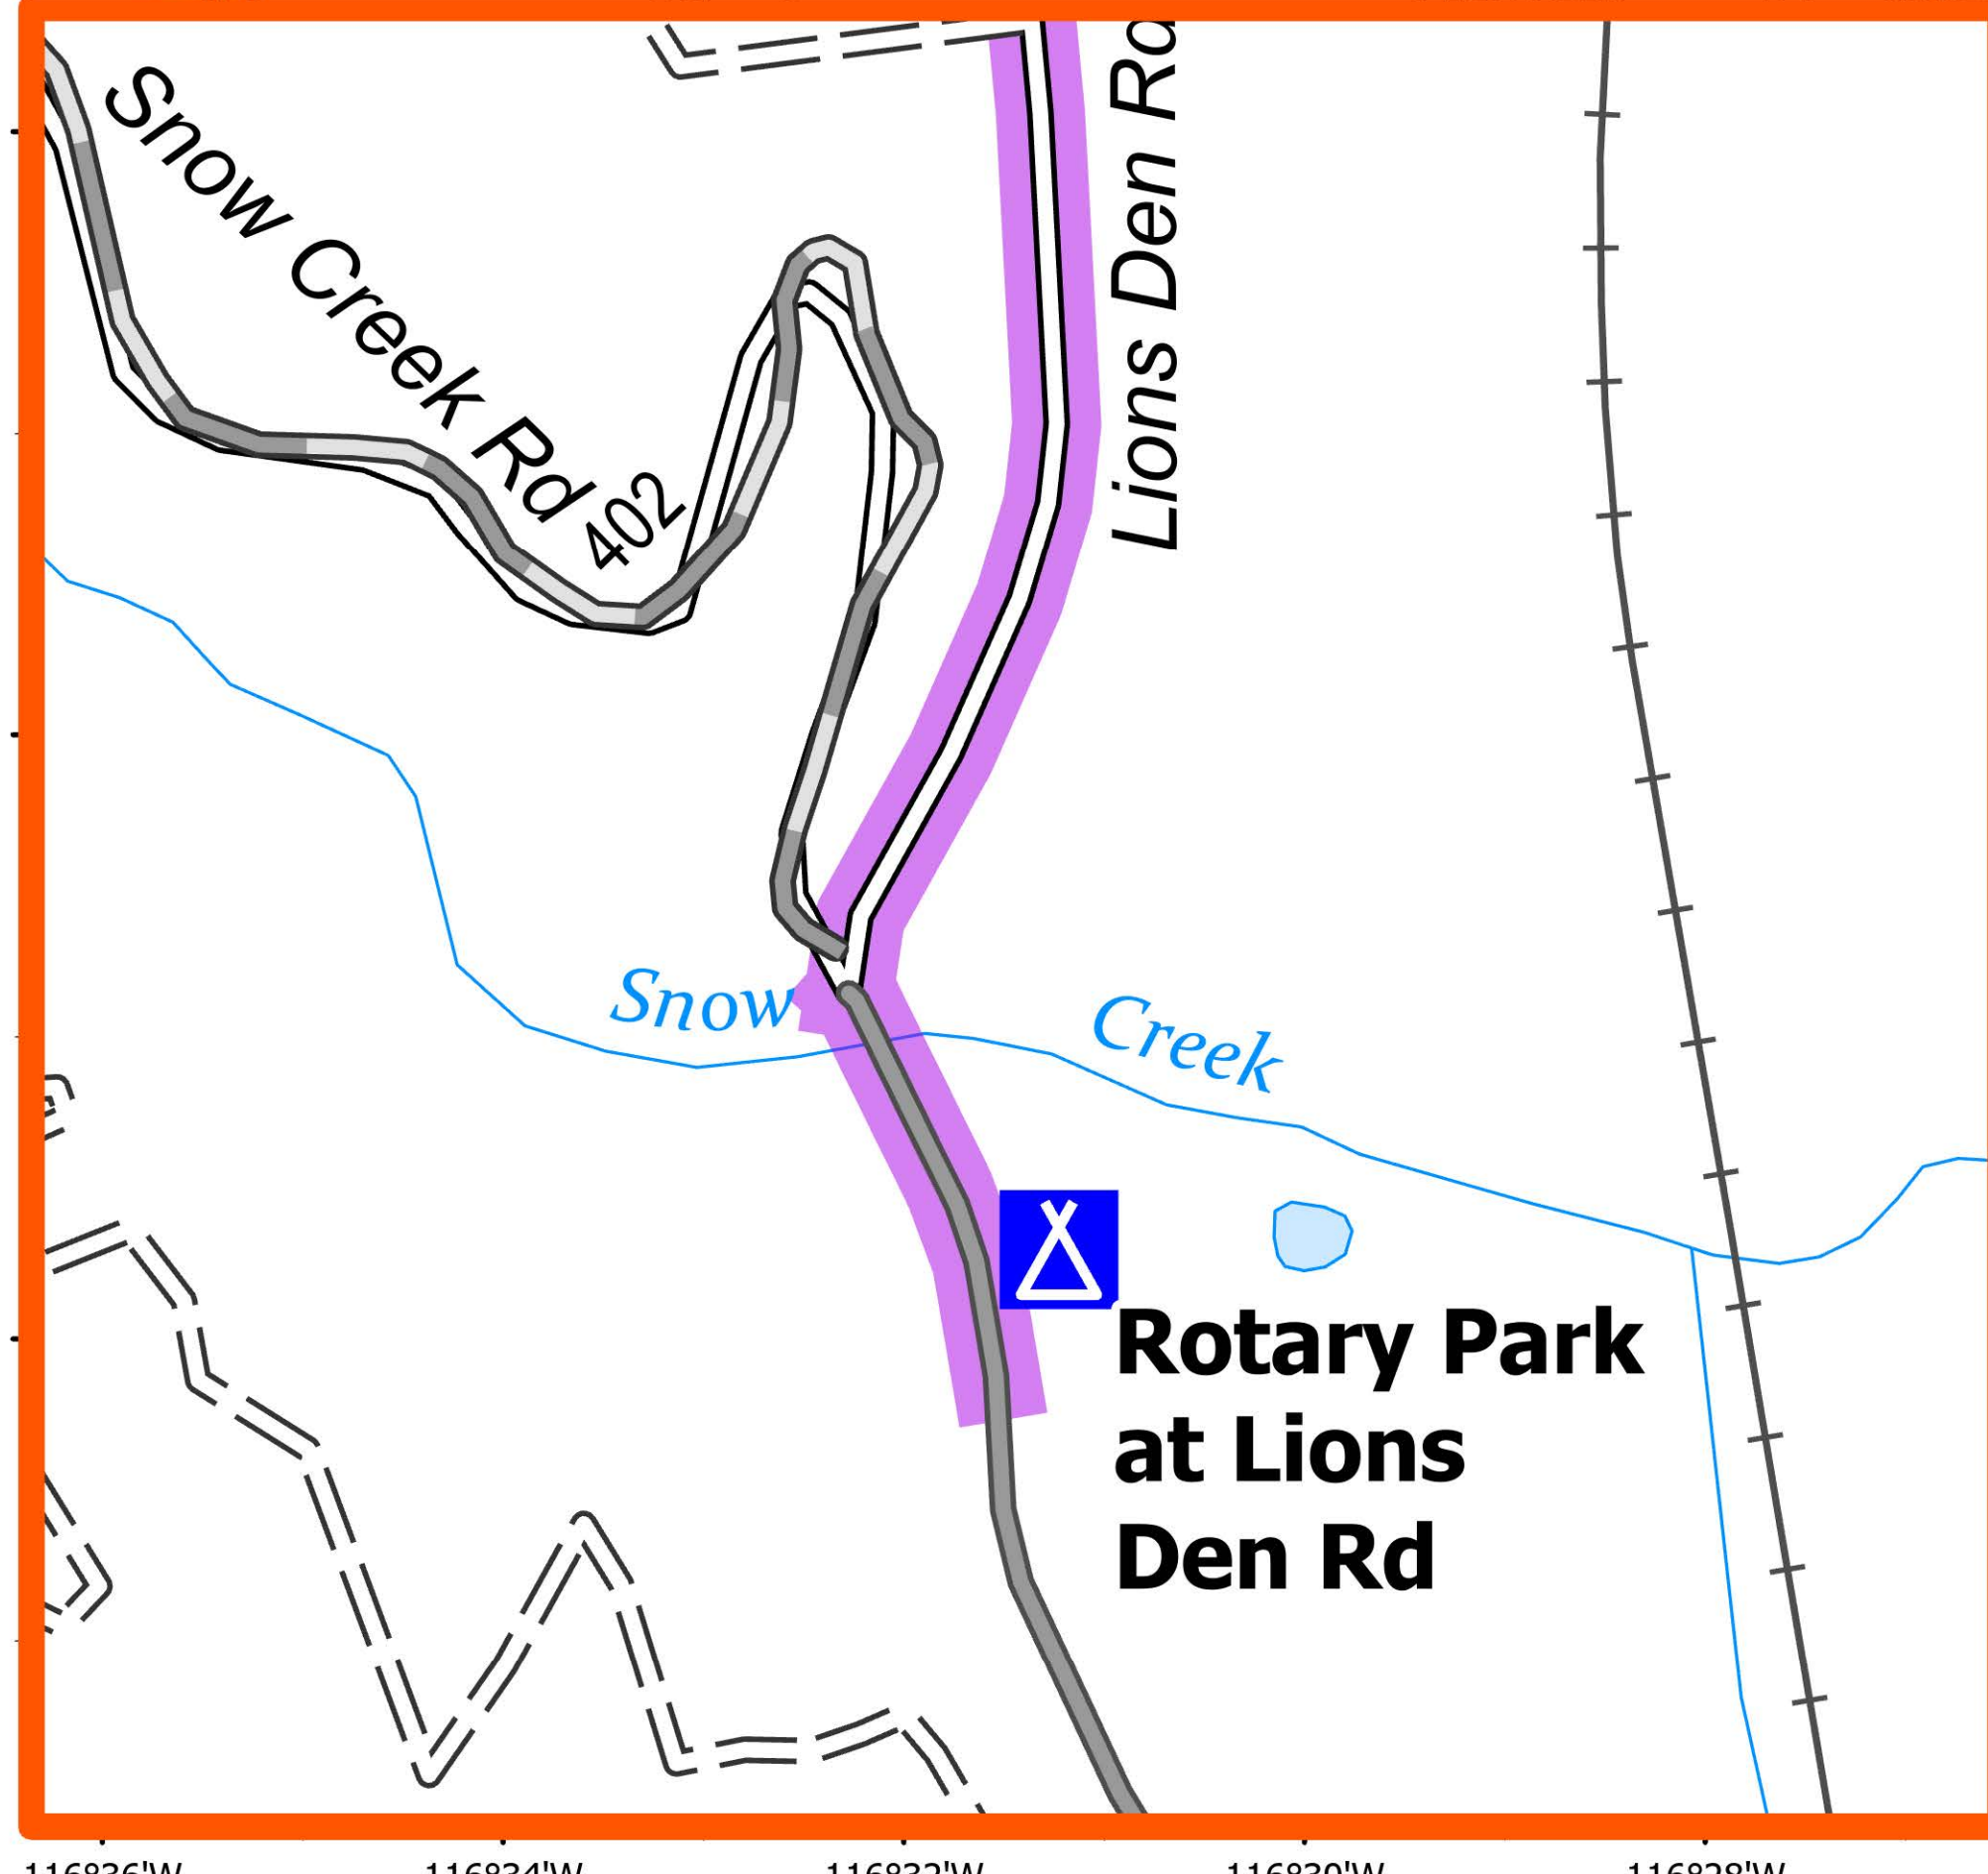 Snow Creek Rd
402
Lions Den Rd
Snow Creek
Rotary Park
at Lions
Den Rd